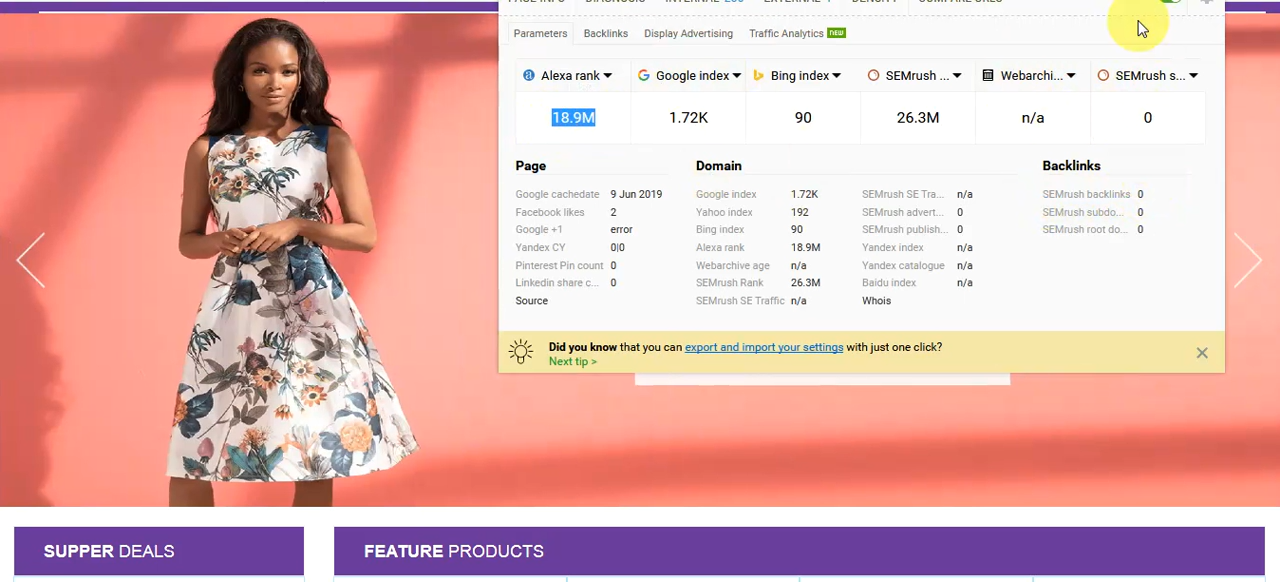 Parameters Backlinks Display Advertising Traffic Analytics NEW
Alexa rank Google index Bing index SEMrush ... Webarchi... SEMrush s...
18.9M 1.72K 90 26.3M n/a 0
Page Domain Backlinks
Google cachedate 9 Jun 2019 Google index 1.72K SEMrush SE Tra... n/a SEMrush backlinks 0
Facebook likes 2 Yahoo index 192 SEMrush advert... 0 SEMrush subdo... 0
Google +1 error Bing index 90 SEMrush publish... 0 SEMrush root do... 0
Yandex CY 0|0 Alexa rank 18.9M Yandex index n/a
Pinterest Pin count 0 Webarchive age n/a Yandex catalogue n/a
Linkedin share c... 0 SEMrush Rank 26.3M Baidu index n/a
Source SEMrush SE Traffic n/a Whois
Did you know that you can export and import your settings with just one click?
Next tip >
SUPPER DEALS FEATURE PRODUCTS